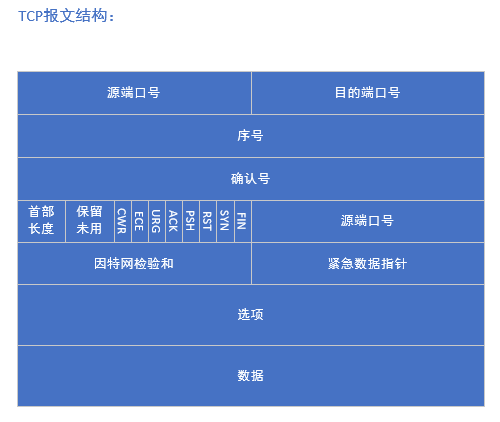 TCP报文结构：
源端口号 目的端口号
序号
确认号
首部长度 保留未用 CWR ECE URG ACK PSH RST SYN FIN 源端口号
因特网检验和 紧急数据指针
选项
数据